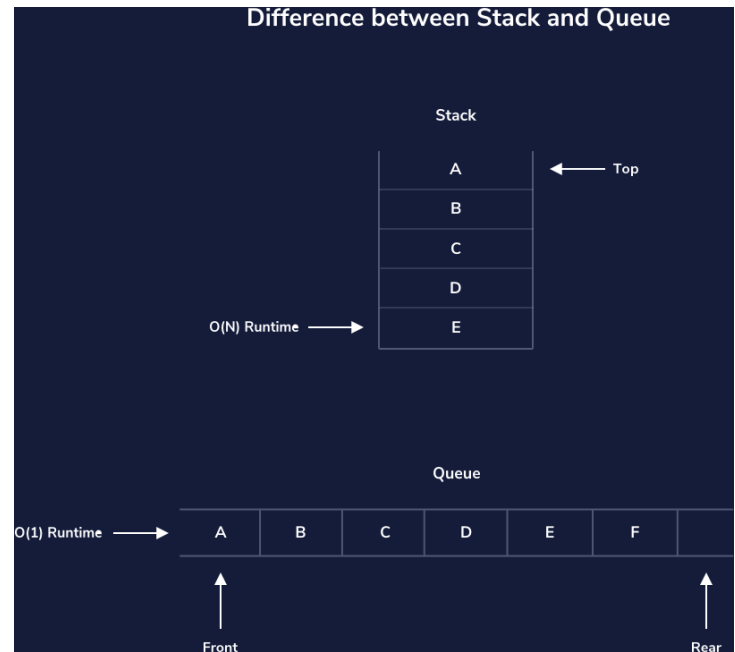 Difference between Stack and Queue
Stack
A
Top
B
C
D
O(N) Runtime
E
Queue
O(1) Runtime
A
B
C
D
E
F
Front
Rear